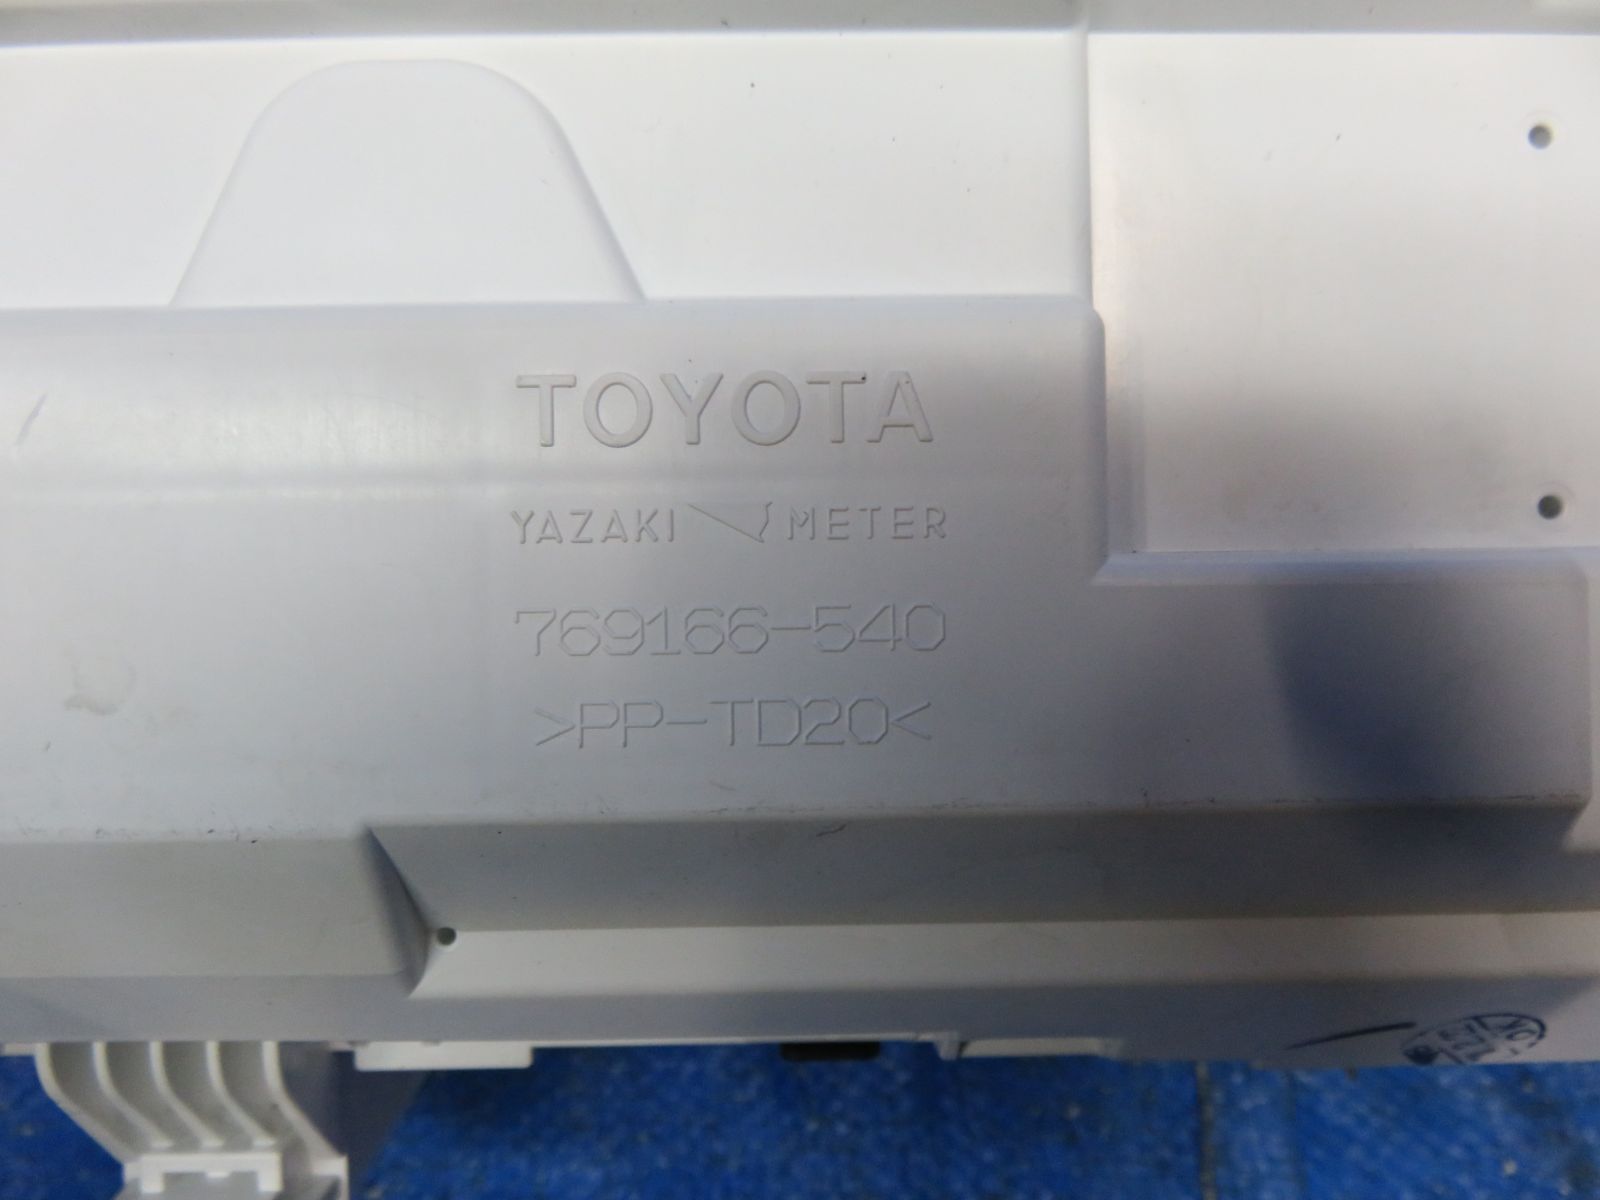 TOYOTA
YAZAKI METER
769166-540
>PP-TD20<